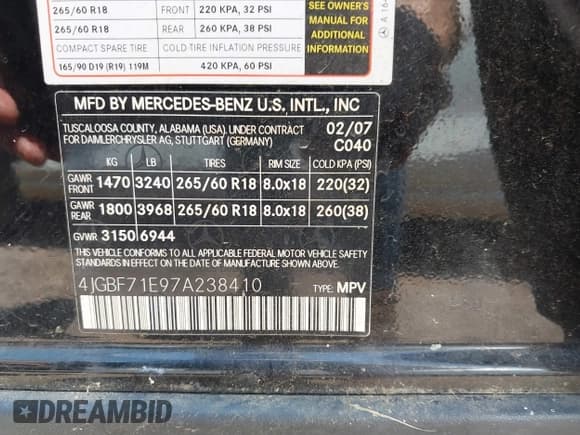 265/60 R18 FRONT 220 KPA, 32 PSI
265/60 R18 REAR 260 KPA, 38 PSI
COMPACT SPARE TIRE COLD TIRE INFLATION PRESSURE
165/90 D19 (R19) 119M 420 KPA, 60 PSI
SEE OWNER'S
MANUAL FOR
ADDITIONAL
INFORMATION
A 164
MFD BY MERCEDES-BENZ U.S. INTL., INC
TUSCALOOSA COUNTY, ALABAMA (USA). UNDER CONTRACT
FOR DAIMLERCHRYSLER AG, STUTTGART (GERMANY)
02/07
C040
KG LB TIRES RIM SIZE COLD KPA (PSI)
GAWR FRONT 1470 3240 265/60 R18 8.0x18 220(32)
GAWR REAR 1800 3968 265/60 R18 8.0x18 260(38)
GVWR 3150 6944
THIS VEHICLE CONFORMS TO ALL APPLICABLE FEDERAL MOTOR VEHICLE SAFETY
STANDARDS IN EFFECT ON THE DATE OF MANUFACTURE SHOWN ABOVE.
4JGBF71E97A238410 TYPE: MPV
DREAMBID